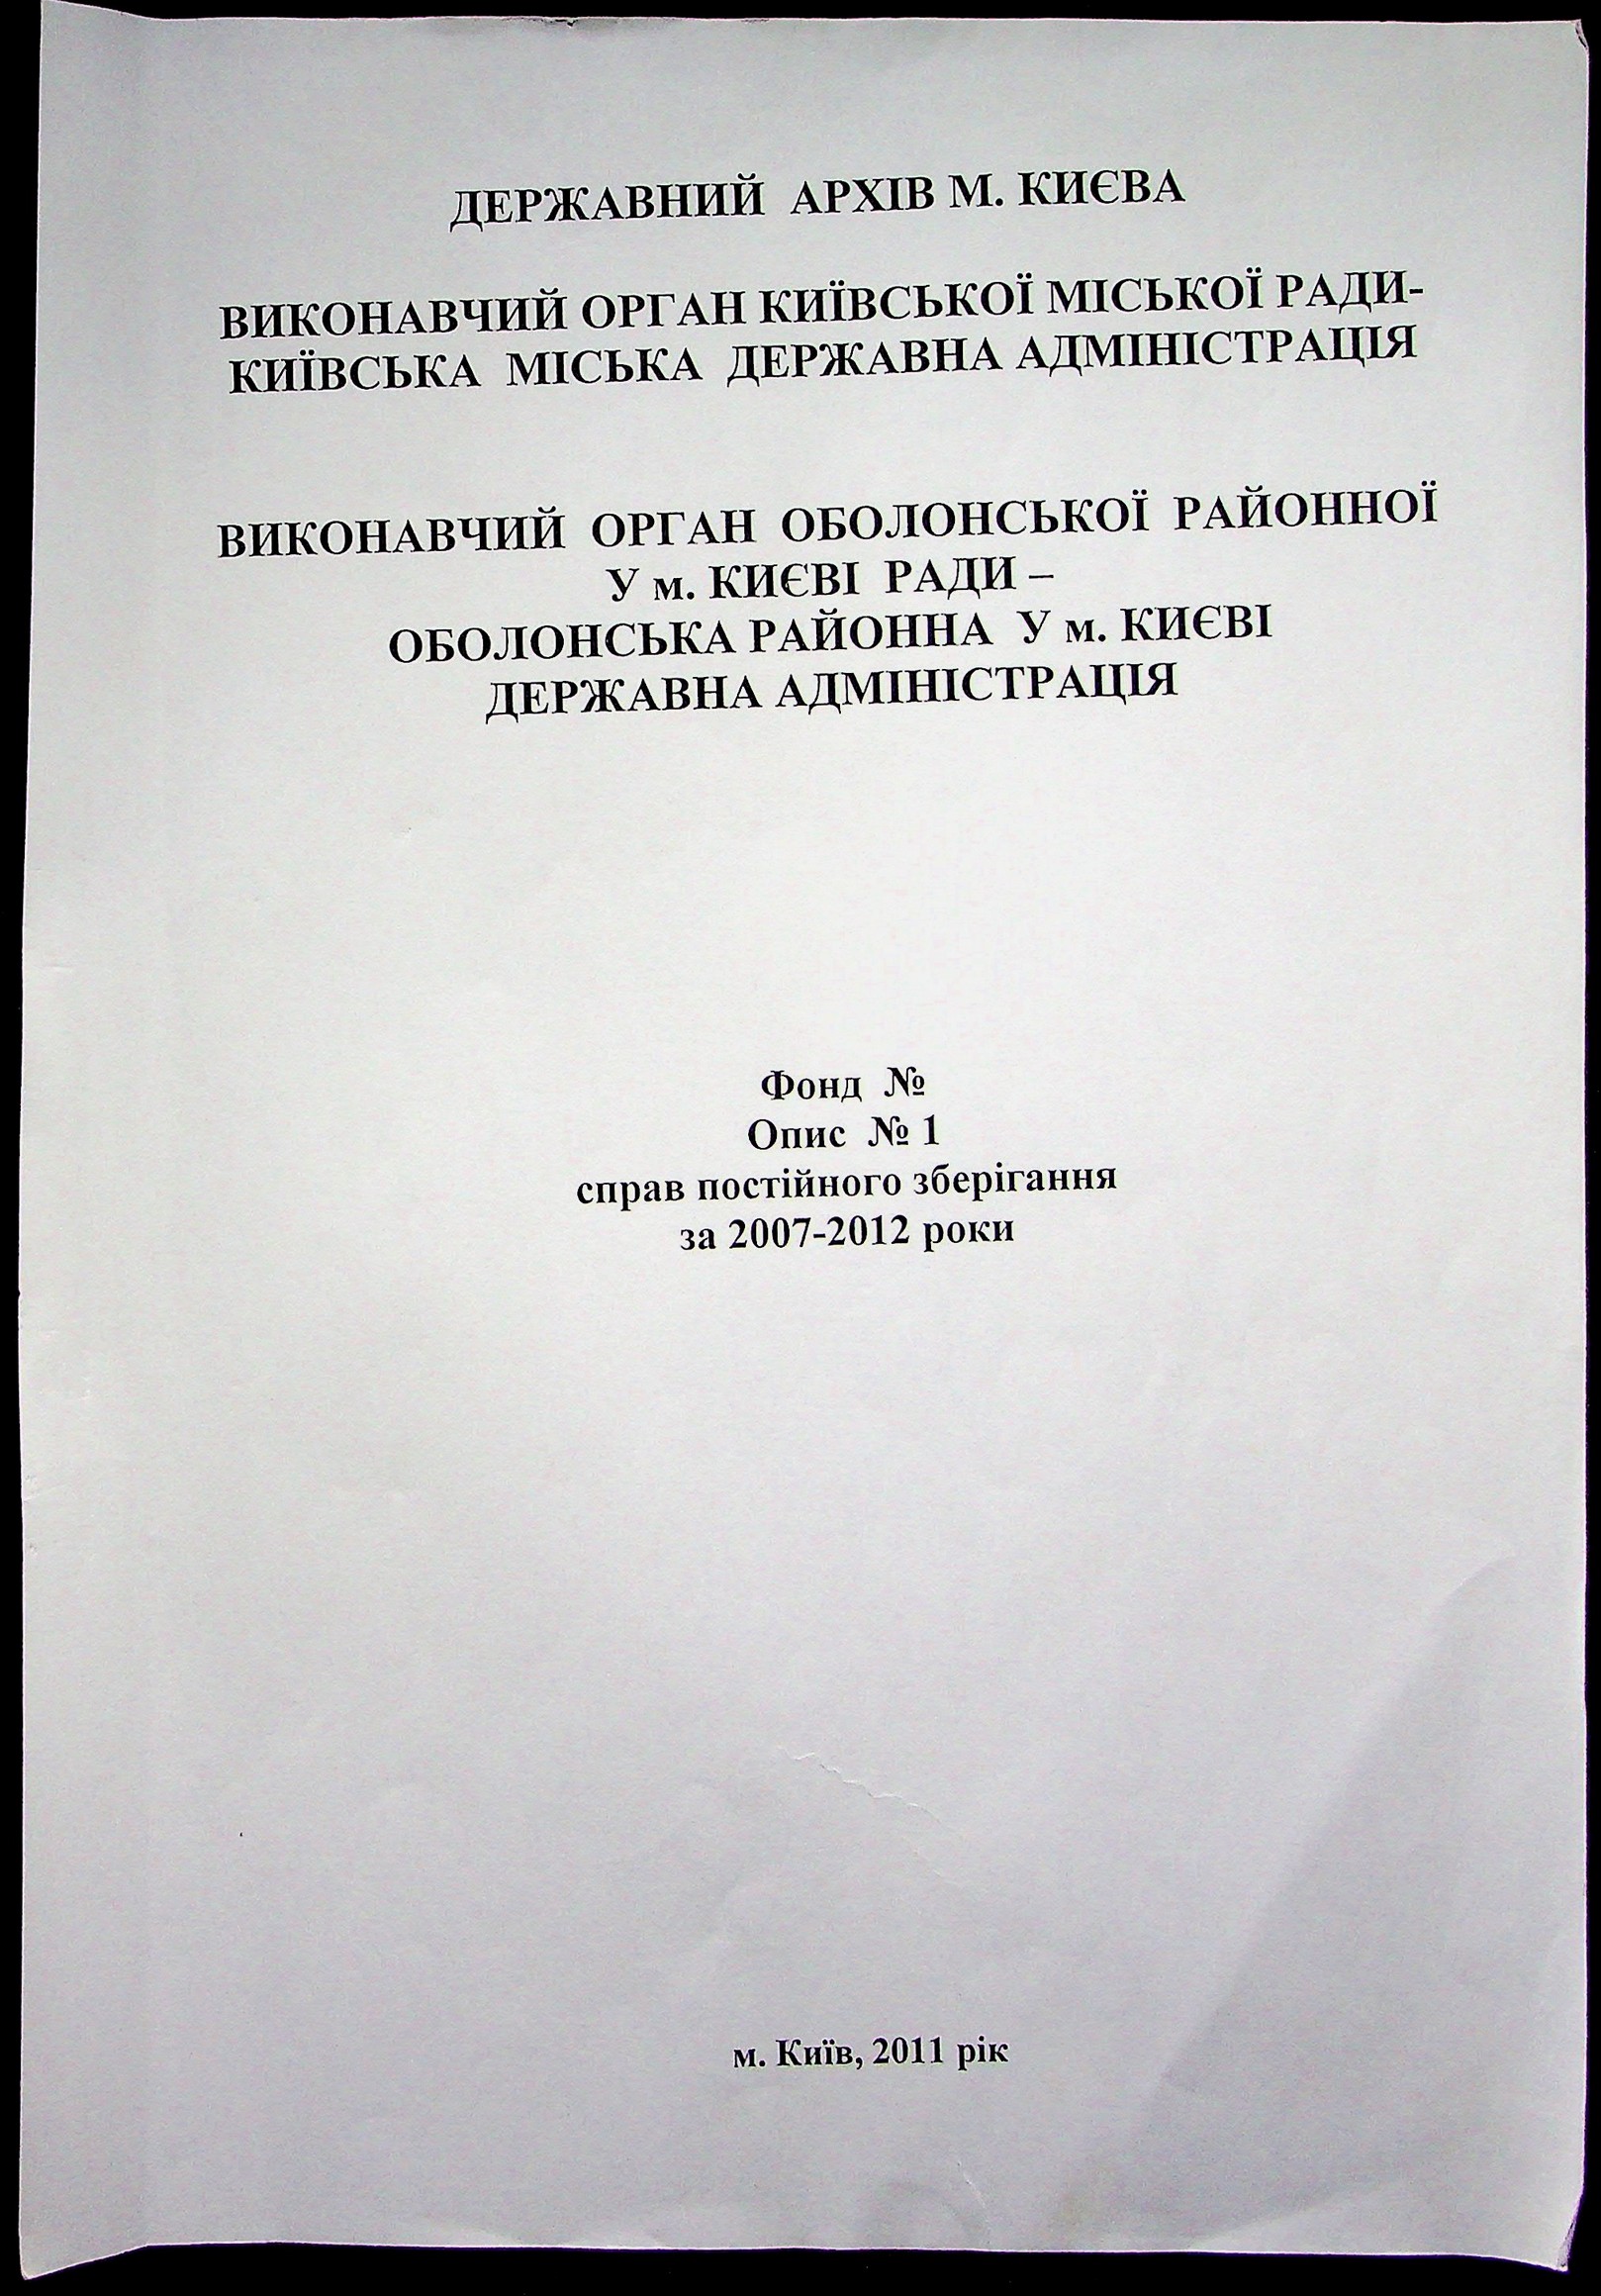 ДЕРЖАВНИЙ АРХІВ М. КИЄВА
ВИКОНАВЧИЙ ОРГАН КИЇВСЬКОЇ МІСЬКОЇ РАДИ-
КИЇВСЬКА МІСЬКА ДЕРЖАВНА АДМІНІСТРАЦІЯ
ВИКОНАВЧИЙ ОРГАН ОБОЛОНСЬКОЇ РАЙОННОЇ
У м. КИЄВІ РАДИ –
ОБОЛОНСЬКА РАЙОННА У м. КИЄВІ
ДЕРЖАВНА АДМІНІСТРАЦІЯ
Фонд №
Опис № 1
справ постійного зберігання
за 2007-2012 роки
м. Київ, 2011 рік